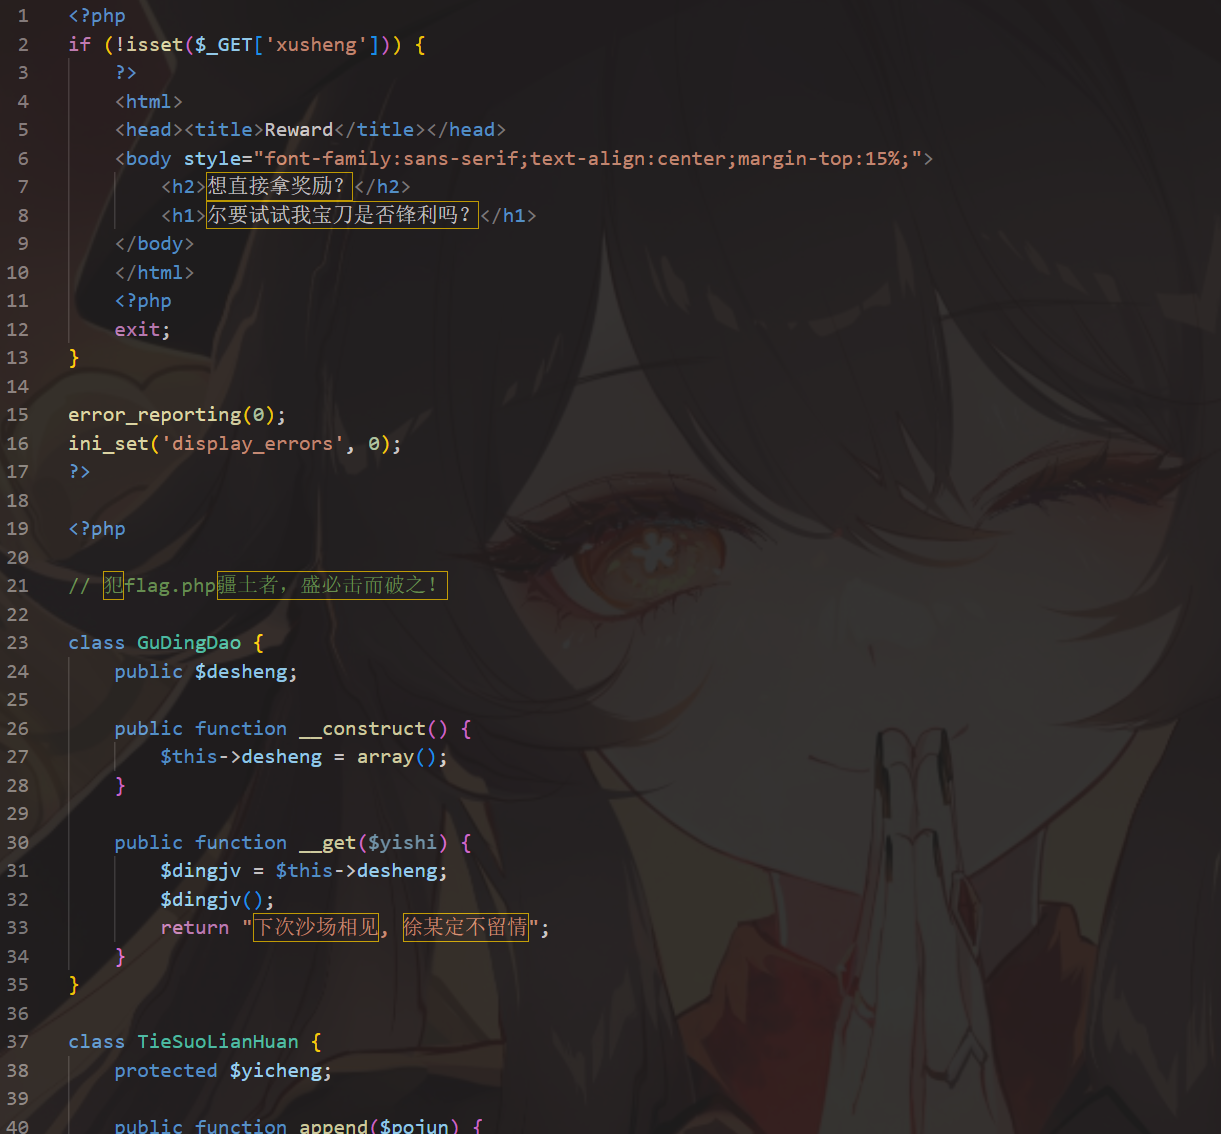 1 <?php
2 if (!isset($_GET['xusheng'])) {
3 ?>
4 <html>
5 <head><title>Reward</title></head>
6 <body style="font-family:sans-serif;text-align:center;margin-top:15%;">
7 <h2>想直接拿奖励？</h2>
8 <h1>尔要试试我宝刀是否锋利吗？</h1>
9 </body>
10 </html>
11 <?php
12 exit;
13 }
14
15 error_reporting(0);
16 ini_set('display_errors', 0);
17 ?>
18
19 <?php
20
21 // 犯flag.php疆土者，盛必击而破之！
22
23 class GuDingDao {
24 public $desheng;
25
26 public function __construct() {
27 $this->desheng = array();
28 }
29
30 public function __get($yishi) {
31 $dingjv = $this->desheng;
32 $dingjv();
33 return "下次沙场相见, 徐某定不留情";
34 }
35 }
36
37 class TieSuoLianHuan {
38 protected $yicheng;
39
40 public function append($pojun) {